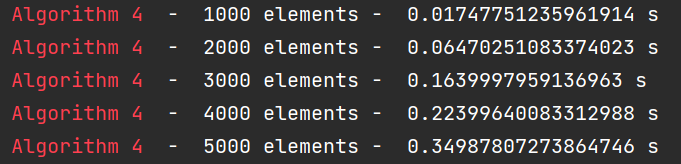 Algorithm 4 - 1000 elements - 0.01747751235961914 s
Algorithm 4 - 2000 elements - 0.06470251083374023 s
Algorithm 4 - 3000 elements - 0.1639997959136963 s
Algorithm 4 - 4000 elements - 0.22399640083312988 s
Algorithm 4 - 5000 elements - 0.34987807273864746 s